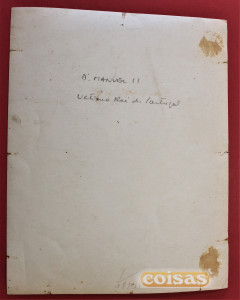 D. MANUEL II
Ultimo Rei de Portugal
coisas